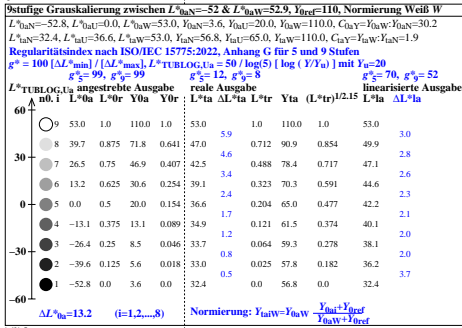 9stufige Grauskalierung zwischen L*0aN=−52 & L*0aW=52.9, Y0ref=110, Normierung Weiß W
L*0aN=−52.8, L*0aU=0.0, L*0aW=53.0, Y0aN=3.6, Y0aU=20.0, Y0aW=110.0, C0aY=Y0aW:Y0aN=30.2
L*taN=32.4, L*taU=36.6, L*taW=53.0, YtaN=56.8, YtaU=65.0, YtaW=110.0, CtaY=YtaW:YtaN=1.9
Regularitätsindex nach ISO/IEC 15775:2022, Anhang G für 5 und 9 Stufen
g* = 100 [ΔL*min] / [ΔL*max], L*TUBLOG,Ua = 50 / log(5) [ log ( Y/Yu) ] mit Yu=20
g*5= 99, g*9= 99 g*5= 12, g*9= 8 g*5= 70, g*9= 52
L*TUBLOG,Ua angestrebte Ausgabe reale Ausgabe linearisierte Ausgabe
n0. i L*0a L*0r Y0a Y0r L*ta ΔL*ta L*tr Yta (L*tr)1/2.15 L*la ΔL*la
60
9 53.0 1.0 110.0 1.0 53.0 1.0 110.0 1.0 53.0
5.9 3.0
8 39.7 0.875 71.8 0.641 47.0 0.712 90.9 0.854 49.9
4.6 2.8
30
7 26.5 0.75 46.9 0.407 42.5 0.488 78.4 0.717 47.1
3.4 2.6
6 13.2 0.625 30.6 0.254 39.1 0.323 70.3 0.591 44.6
2.4 2.3
0
5 0.0 0.5 20.0 0.154 36.6 0.204 65.0 0.477 42.2
1.7 2.1
4 −13.1 0.375 13.1 0.089 34.9 0.121 61.5 0.374 40.1
1.2 2.0
−30
3 −26.4 0.25 8.5 0.046 33.7 0.064 59.3 0.278 38.1
0.8 2.0
2 −39.6 0.125 5.6 0.018 33.0 0.025 57.8 0.182 36.2
0.5 3.7
1 −52.8 0.0 3.6 0.0 32.4 0.0 56.8 0.0 32.4
−60
ΔL*0a=13.2 (i=1,2,...,8) Normierung: YtaiW=Y0aW Y0ai+Y0ref
Y0aW+Y0ref